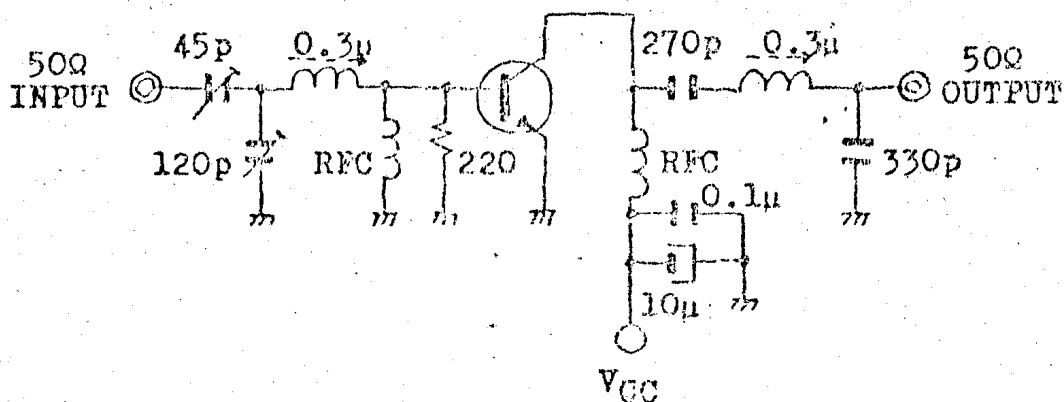 50Ω
INPUT
45p
0.3μ
120p
RFC
220
270p
0.3μ
50Ω
OUTPUT
330p
RFC
0.1μ
10μ
VCC